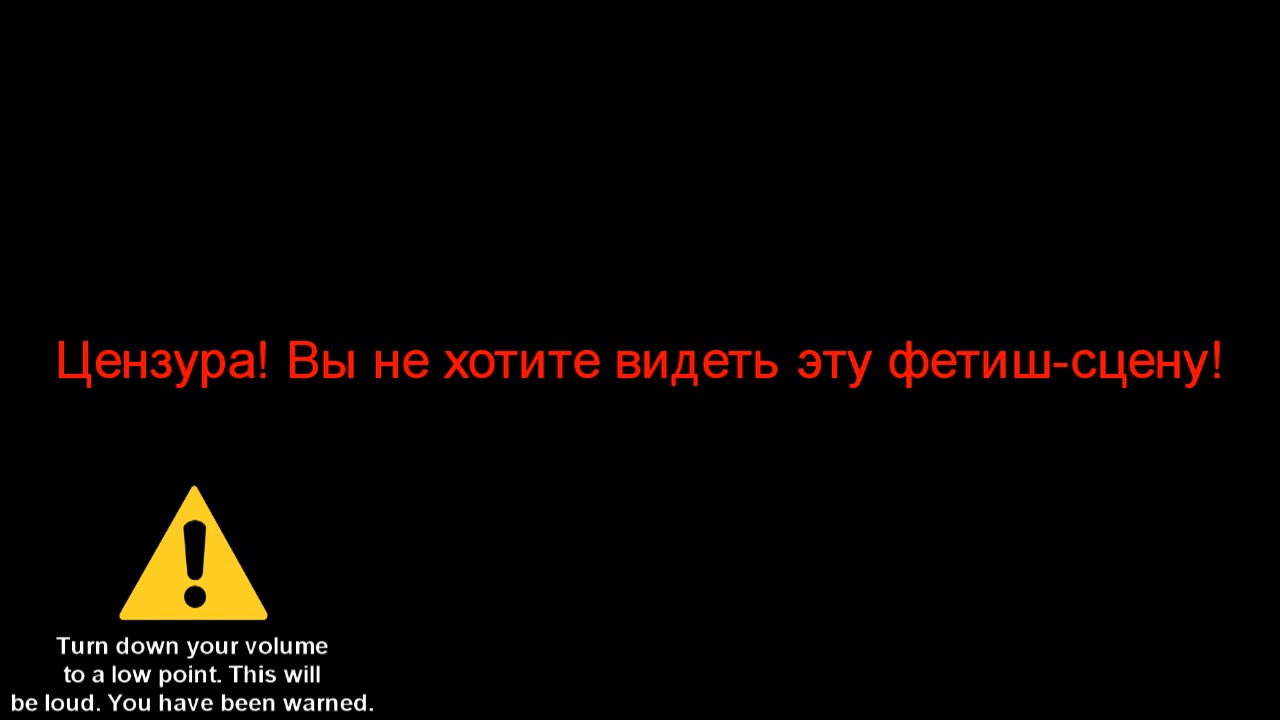 Цензура! Вы не хотите видеть эту фетиш-сцену!
Turn down your volume
to a low point. This will
be loud. You have been warned.